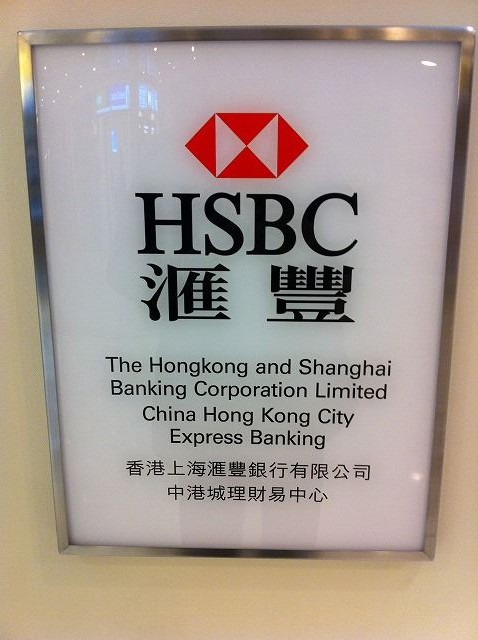 HSBC
滙豐
The Hongkong and Shanghai
Banking Corporation Limited
China Hong Kong City
Express Banking
香港上海滙豐銀行有限公司
中港城理財易中心